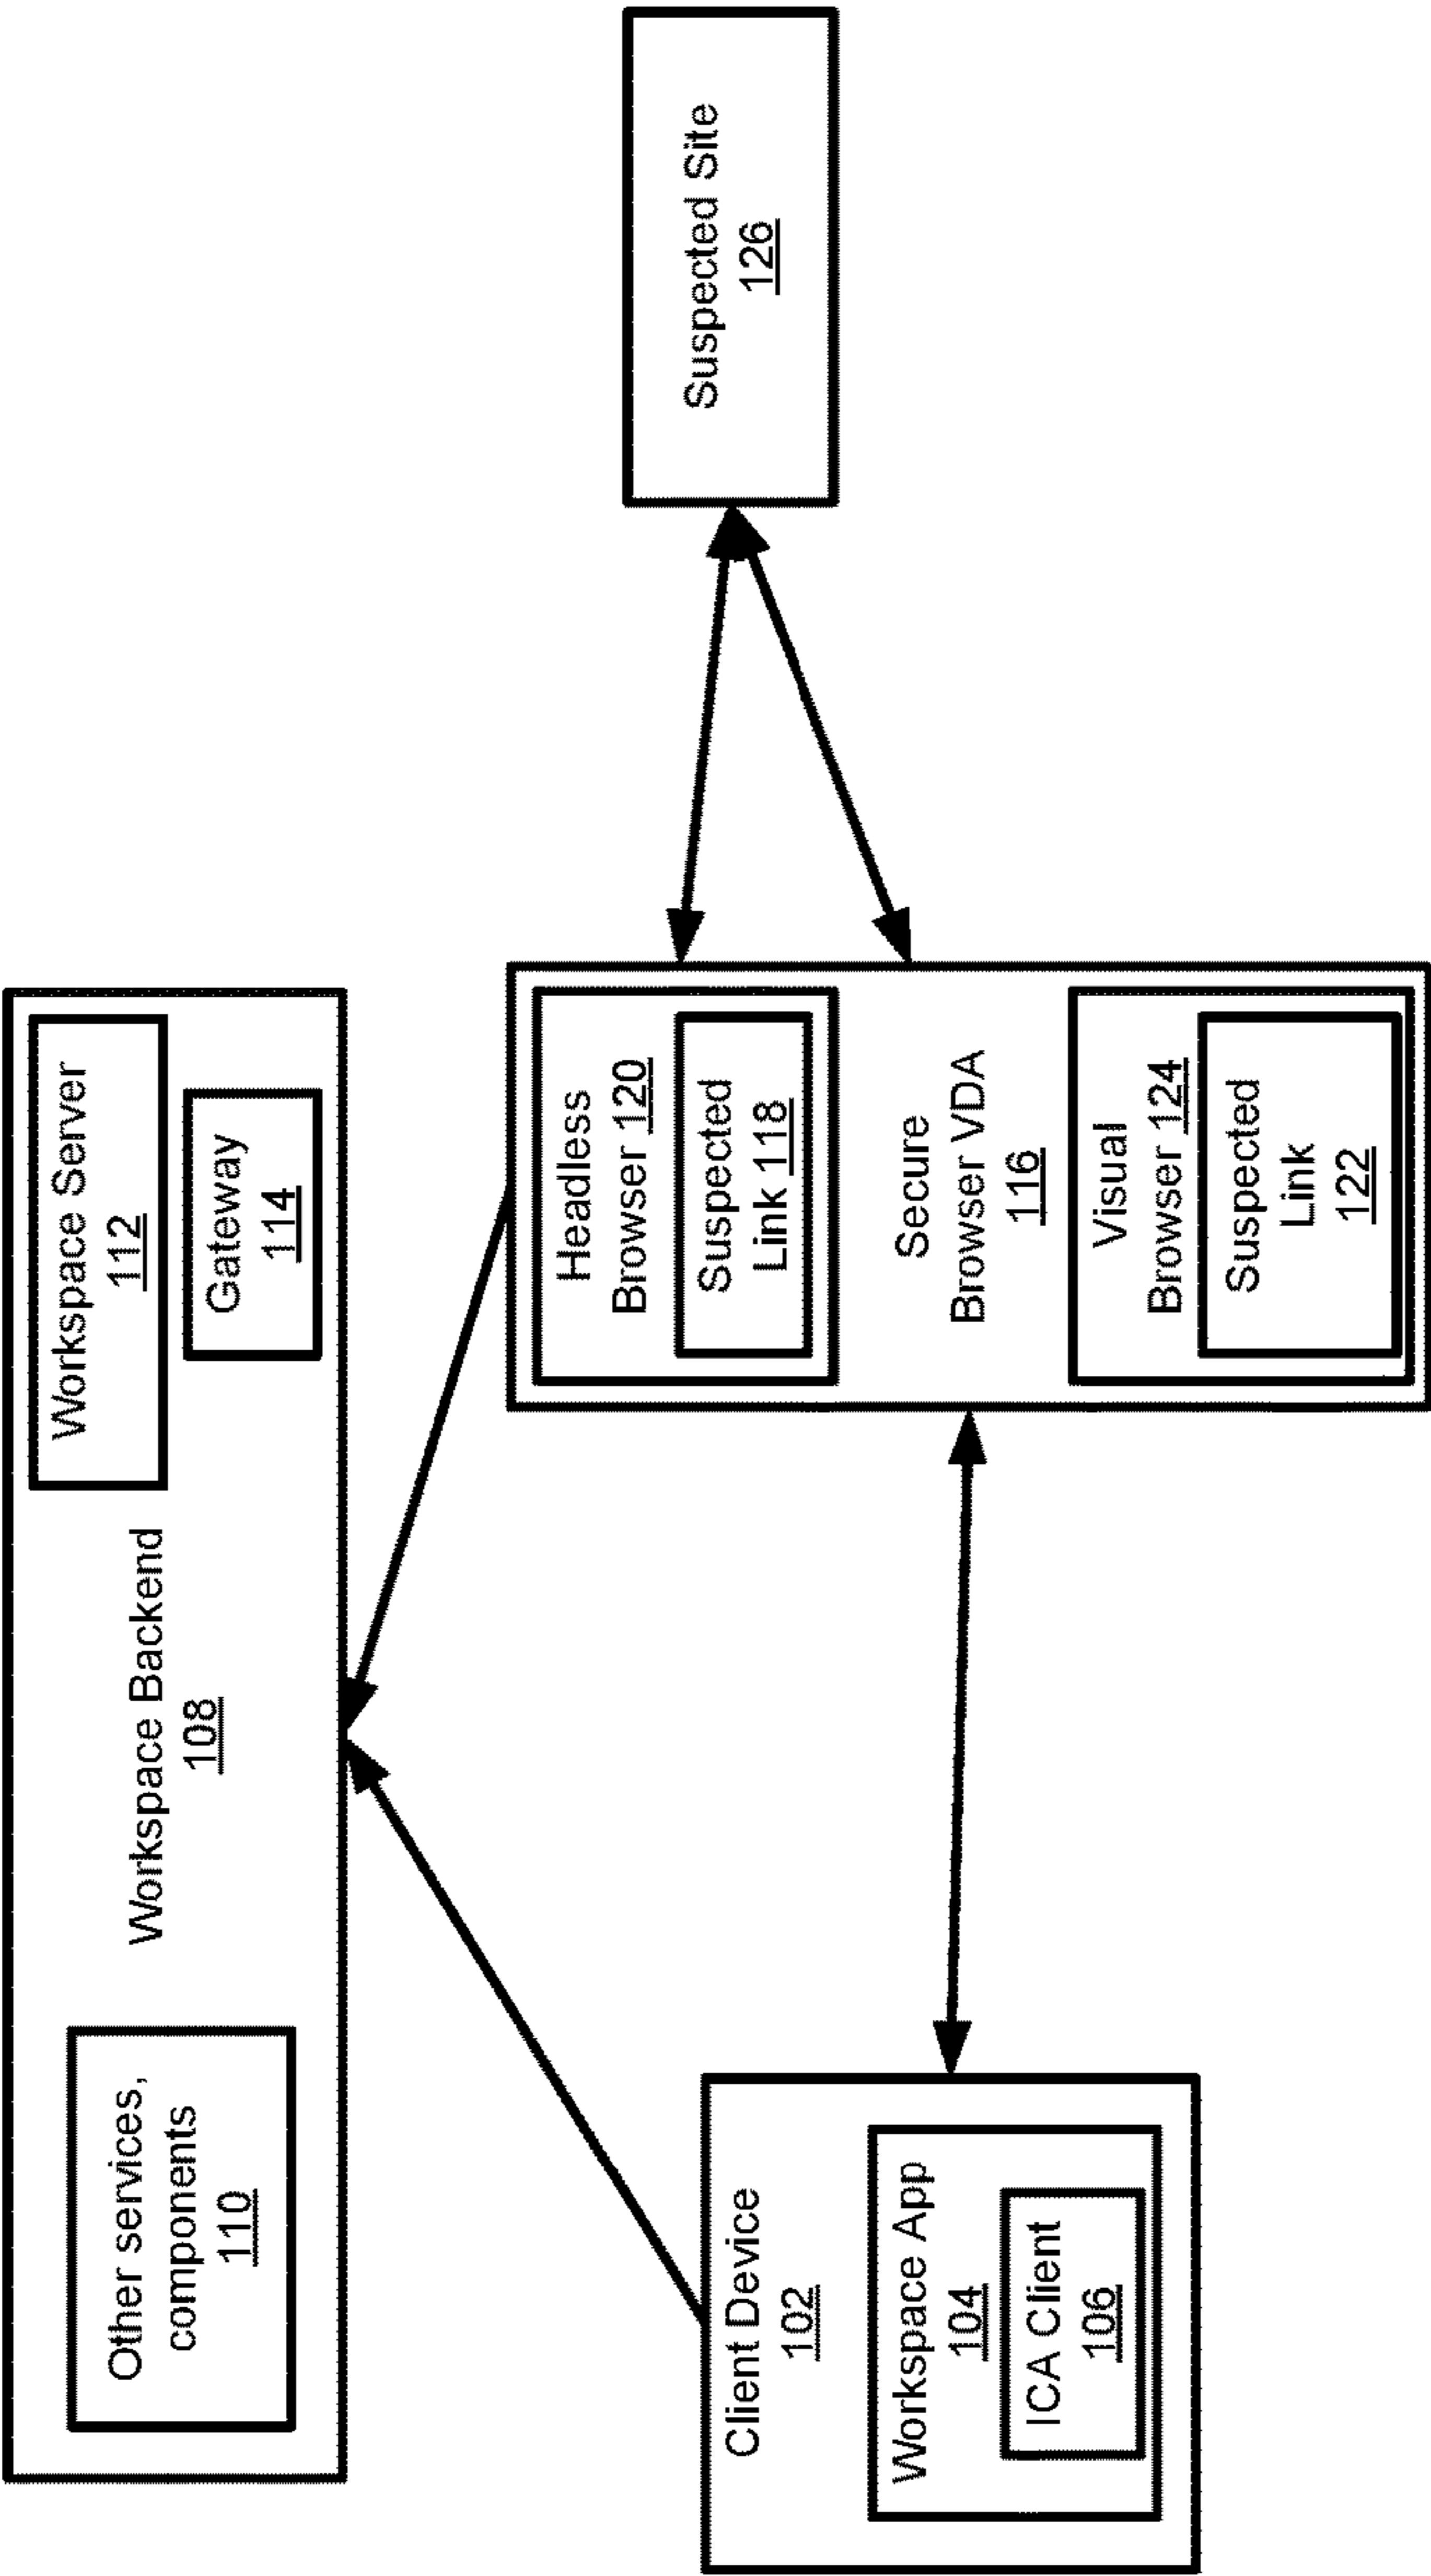 Other services,
components
110
Workspace Backend
108
Workspace Server
112
Gateway
114
Client Device
102
Workspace App
104
ICA Client
106
Headless
Browser 120
Suspected
Link 118
Secure
Browser VDA
116
Visual
Browser 124
Suspected
Link
122
Suspected Site
126